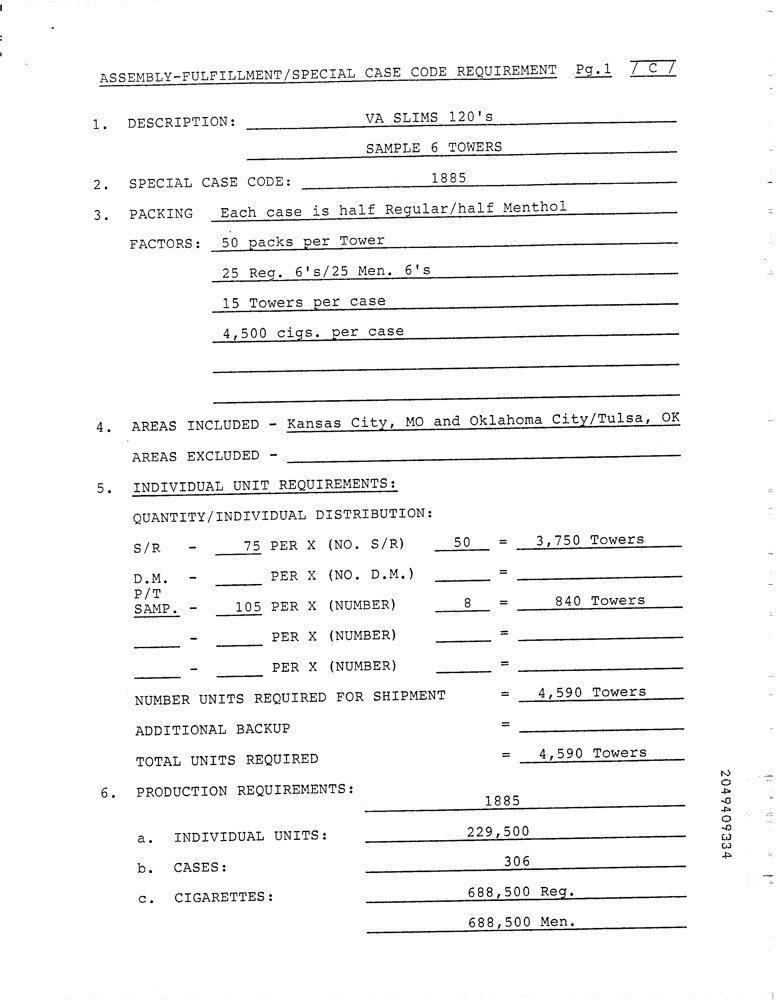 ASSEMBLY-FULFILLMENT/SPECIAL CASE CODE REQUIREMENT Pg.1 / C /
1. DESCRIPTION: VA SLIMS 120's
SAMPLE 6 TOWERS
2. SPECIAL CASE CODE: 1885
3. PACKING Each case is half Regular/half Menthol
FACTORS: 50 packs per Tower
25 Reg. 6's/25 Men. 6's
15 Towers per case
4,500 cigs. per case
4. AREAS INCLUDED - Kansas City, MO and Oklahoma City/Tulsa, OK
AREAS EXCLUDED -
5. INDIVIDUAL UNIT REQUIREMENTS:
QUANTITY/INDIVIDUAL DISTRIBUTION:
S/R - 75 PER X (NO. S/R) 50 = 3,750 Towers
D.M. - PER X (NO. D.M.) =
P/T
SAMP. - 105 PER X (NUMBER) 8 = 840 Towers
- PER X (NUMBER) =
- PER X (NUMBER) =
NUMBER UNITS REQUIRED FOR SHIPMENT = 4,590 Towers
ADDITIONAL BACKUP =
TOTAL UNITS REQUIRED = 4,590 Towers
6. PRODUCTION REQUIREMENTS:
1885
a. INDIVIDUAL UNITS: 229,500
b. CASES: 306
c. CIGARETTES: 688,500 Reg.
688,500 Men.
2049409334